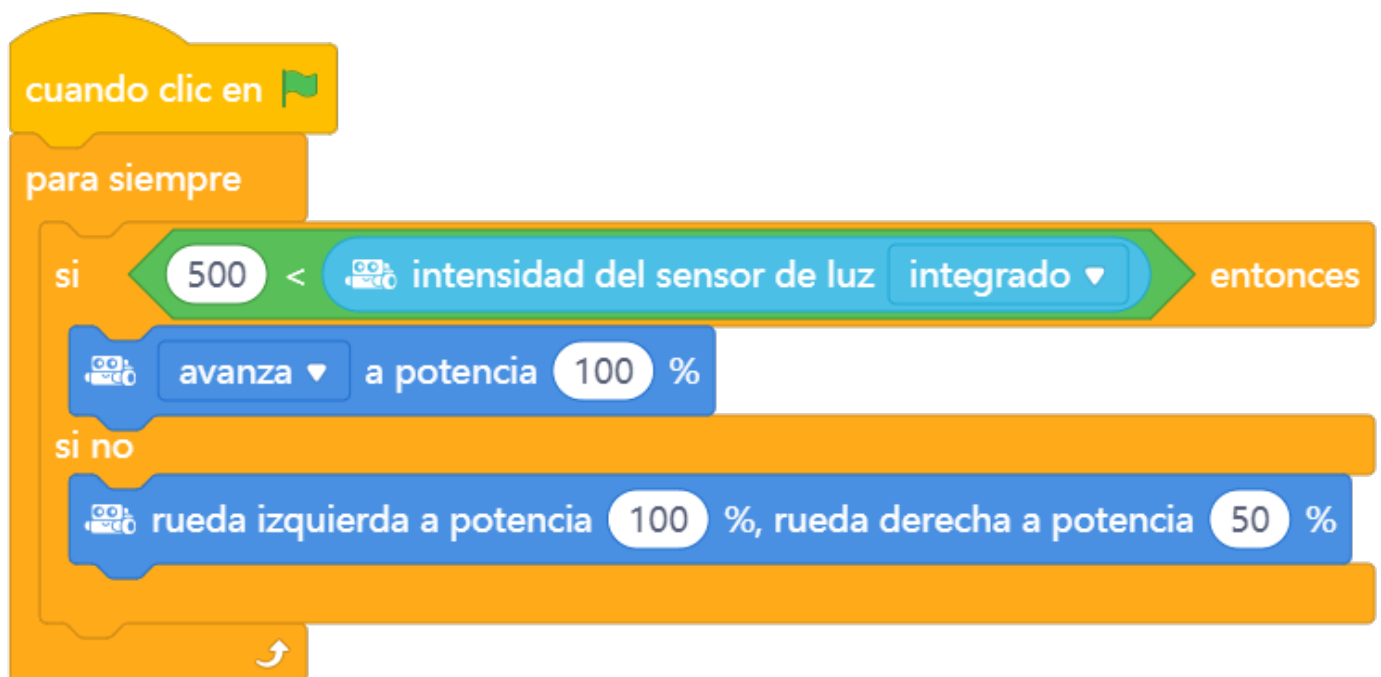 cuando clic en
para siempre
si 500 < intensidad del sensor de luz integrado entonces
avanza a potencia 100 %
si no
rueda izquierda a potencia 100 %, rueda derecha a potencia 50 %